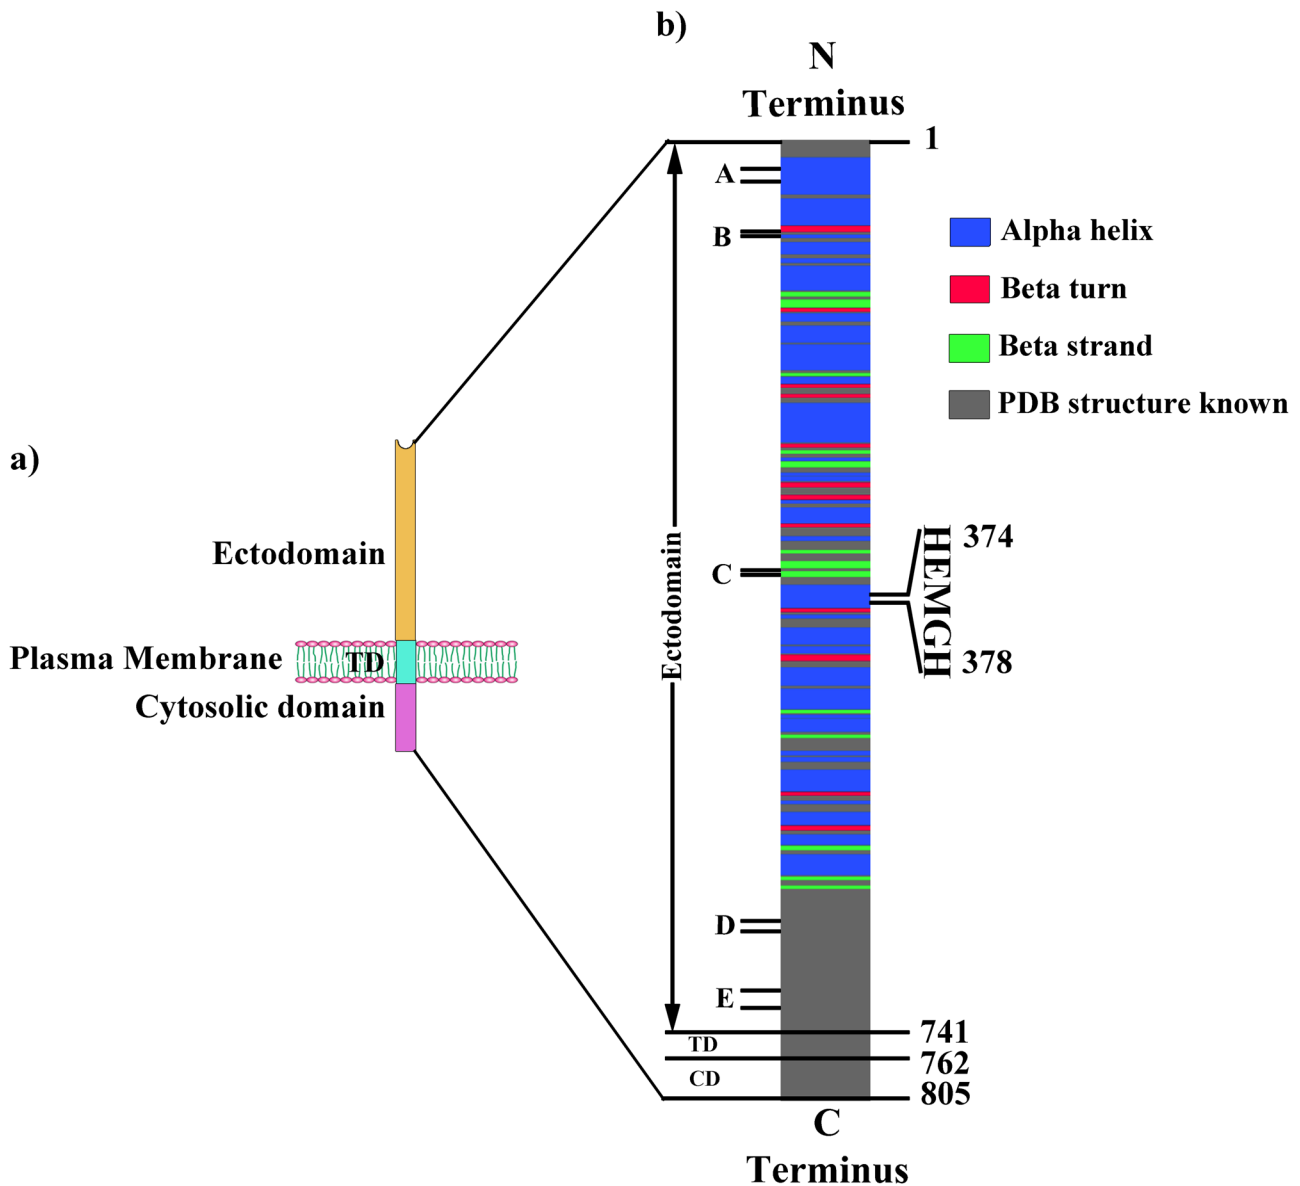 a)
Ectodomain
Plasma Membrane
TD
Cytosolic domain
b)
N
Terminus
1
A
B
C
D
E
Ectodomain
HEMGH
374
378
741
TD
762
CD
805
C
Terminus
Alpha helix
Beta turn
Beta strand
PDB structure known